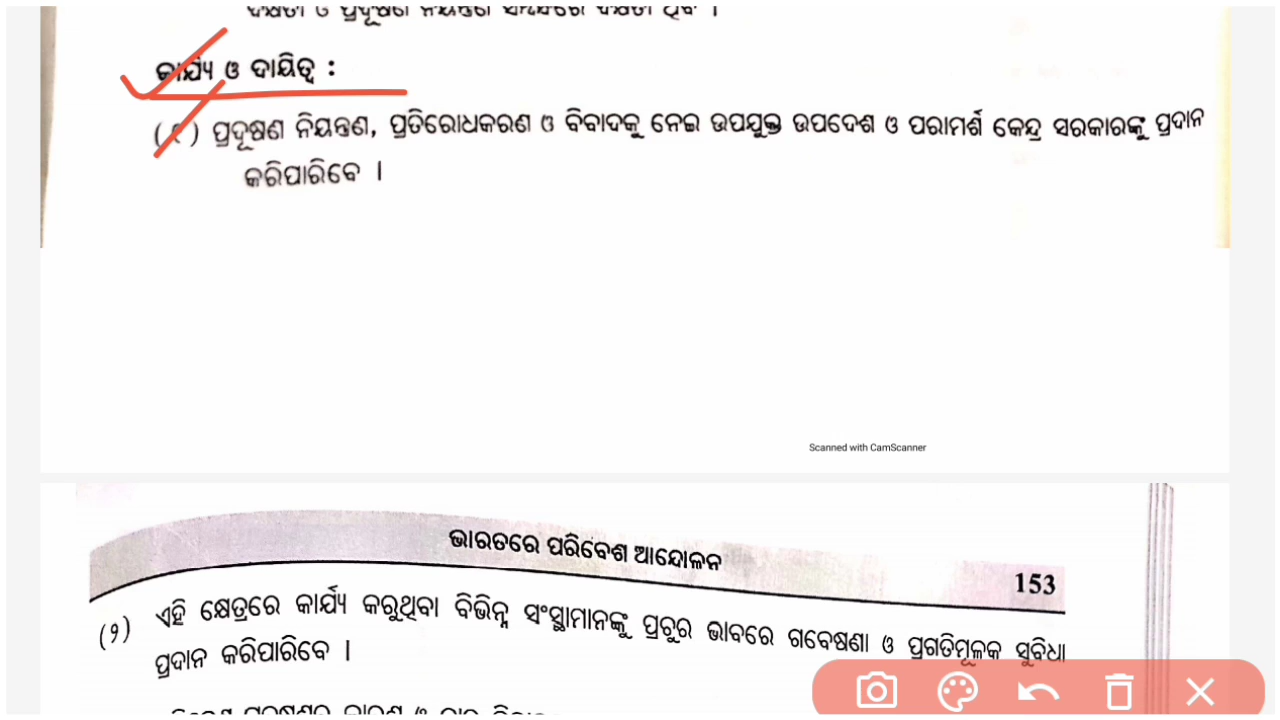 କାର୍ଯ୍ୟ ଓ ଦାୟିତ୍ୱ :
(୧) ପ୍ରଦୂଷଣ ନିୟନ୍ତ୍ରଣ, ପ୍ରତିରୋଧକରଣ ଓ ବିବାଦକୁ ନେଇ ଉପଯୁକ୍ତ ଉପଦେଶ ଓ ପରାମର୍ଶ କେନ୍ଦ୍ର ସରକାରଙ୍କୁ ପ୍ରଦାନ
କରିପାରିବେ ।
Scanned with CamScanner
ଭାରତରେ ପରିବେଶ ଆନ୍ଦୋଳନ
153
(୨) ଏହି କ୍ଷେତ୍ରରେ କାର୍ଯ୍ୟ କରୁଥିବା ବିଭିନ୍ନ ସଂସ୍ଥାମାନଙ୍କୁ ପ୍ରଚୁର ଭାବରେ ଗବେଷଣା ଓ ପ୍ରଗତିମୂଳକ ସୁବିଧା
ପ୍ରଦାନ କରିପାରିବେ ।